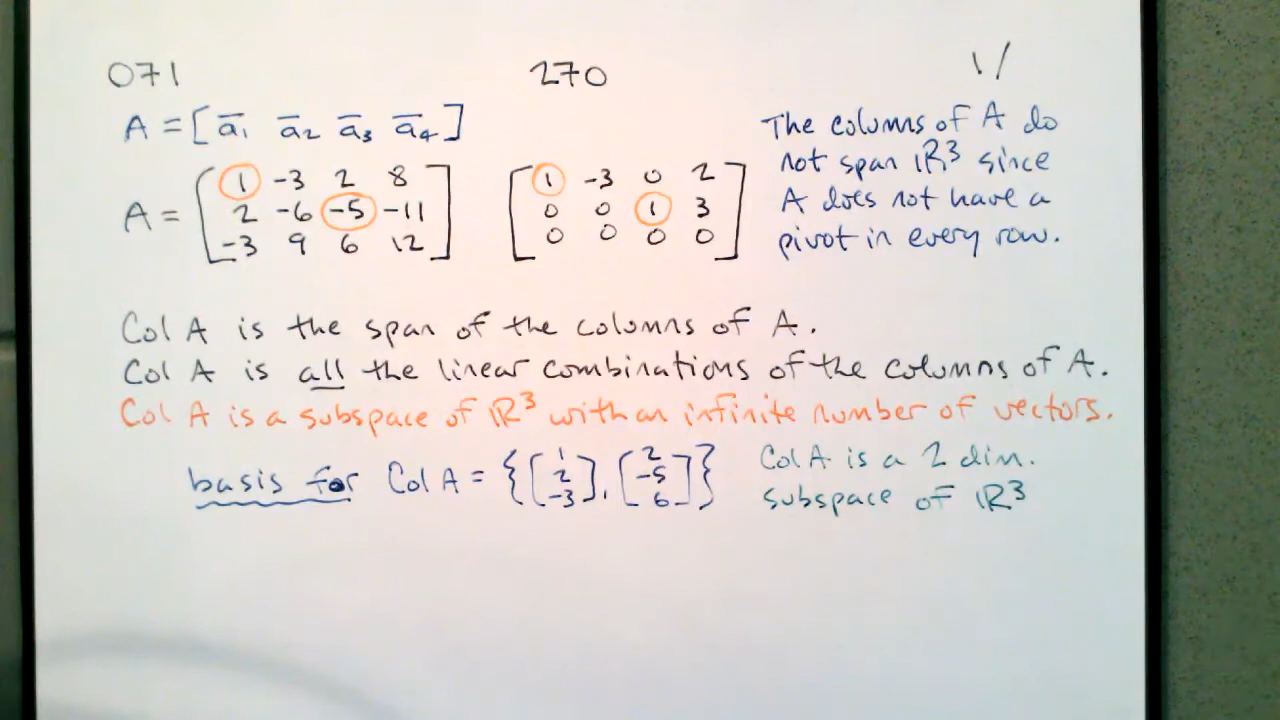 071 270 1/
A = [ a̅₁ a̅₂ a̅₃ a̅₄ ]
A = [ 1 -3 2 8
2 -6 -5 -11
-3 9 6 12 ]
[ 1 -3 0 2
0 0 1 3
0 0 0 0 ]
The columns of A do
not span ℝ³ since
A does not have a
pivot in every row.
Col A is the span of the columns of A.
Col A is all the linear combinations of the columns of A.
Col A is a subspace of ℝ³ with an infinite number of vectors.
basis for Col A = { [ 1 2 -3 ], [ 2 -5 6 ] }
Col A is a 2 dim.
subspace of ℝ³